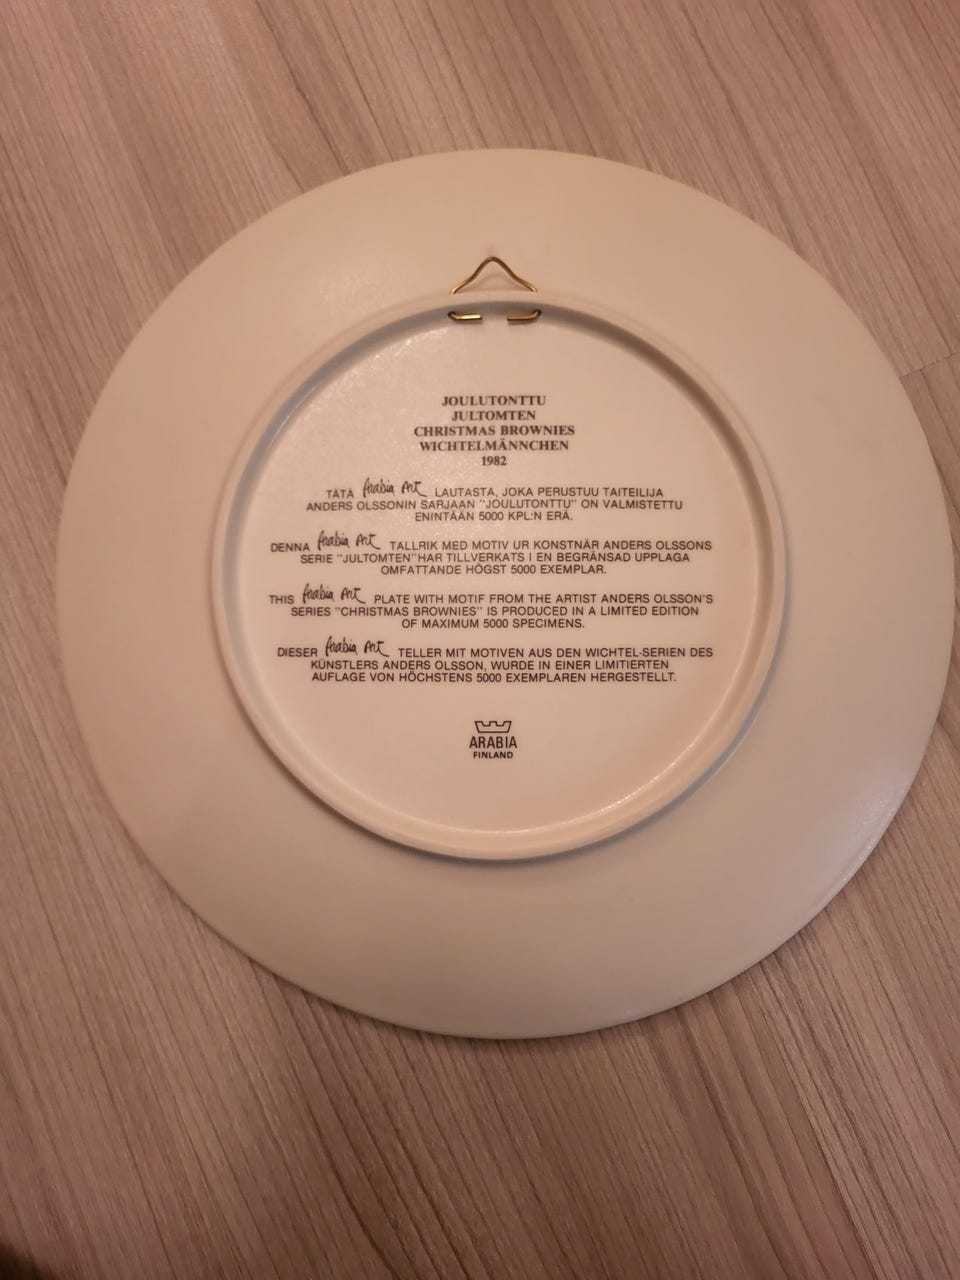 JOULUTONTTU
JULTOMTEN
CHRISTMAS BROWNIES
WICHTELMÄNNCHEN
1982
TÄTÄ Arabia Art LAUTASTA, JOKA PERUSTUU TAITEILIJA
ANDERS OLSSONIN SARJAAN "JOULUTONTTU" ON VALMISTETTU
ENINTÄÄN 5000 KPL:N ERÄ.
DENNA Arabia Art TALLRIK MED MOTIV UR KONSTNÄR ANDERS OLSSONS
SERIE "JULTOMTEN"HAR TILLVERKATS I EN BEGRÄNSAD UPPLAGA
OMFATTANDE HÖGST 5000 EXEMPLAR.
THIS Arabia Art PLATE WITH MOTIF FROM THE ARTIST ANDERS OLSSON'S
SERIES "CHRISTMAS BROWNIES" IS PRODUCED IN A LIMITED EDITION
OF MAXIMUM 5000 SPECIMENS.
DIESER Arabia Art TELLER MIT MOTIVEN AUS DEN WICHTEL-SERIEN DES
KÜNSTLERS ANDERS OLSSON, WURDE IN EINER LIMITIERTEN
AUFLAGE VON HÖCHSTENS 5000 EXEMPLAREN HERGESTELLT.
ARABIA
FINLAND